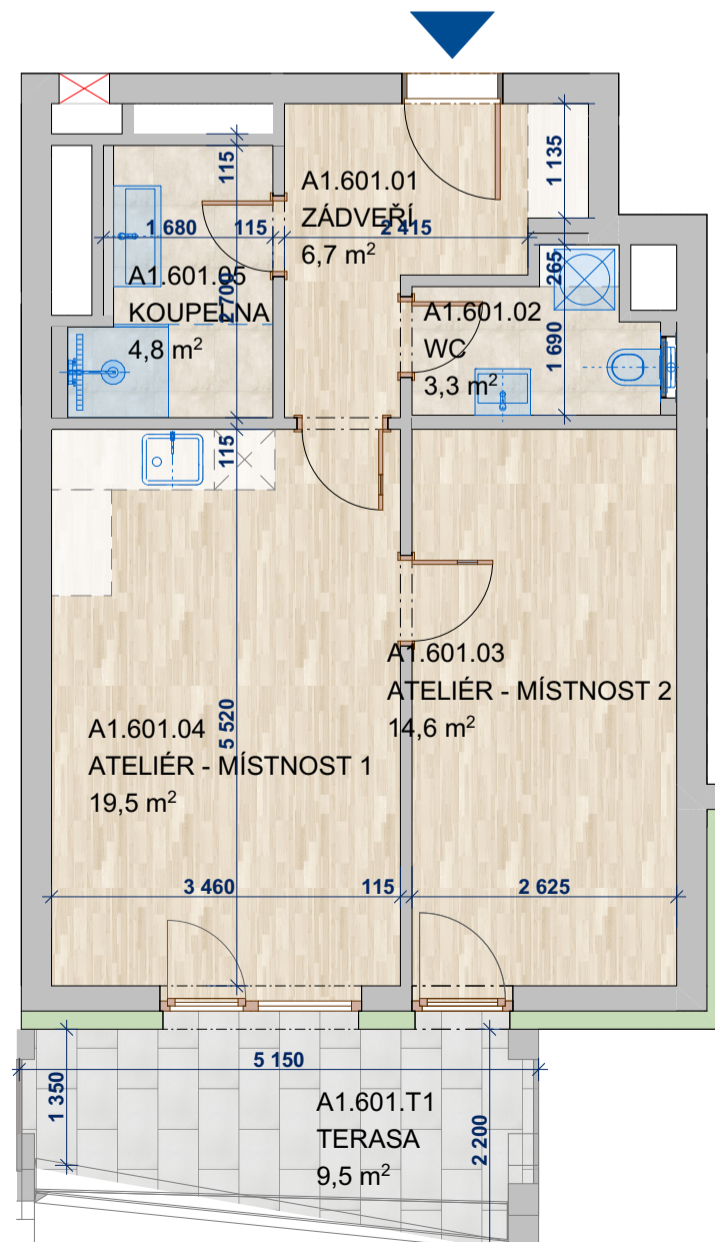 A1.601.01
ZÁDVEŘÍ
6,7 m²
1 135
115
1 680
115
2 415
265
A1.601.05
KOUPELNA
4,8 m²
2 700
A1.601.02
WC
3,3 m²
1 690
115
A1.601.03
ATELIÉR - MÍSTNOST 2
14,6 m²
5 520
A1.601.04
ATELIÉR - MÍSTNOST 1
19,5 m²
3 460
115
2 625
5 150
1 350
A1.601.T1
TERASA
9,5 m²
2 200